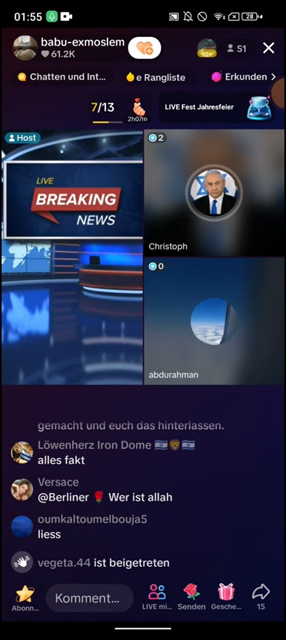 01:55
28
babu-exmoslem
61.2K
10+
51
Chatten und Int...
e Rangliste
Erkunden
7/13
2h07m
LIVE Fest Jahresfeier
Host
LIVE
BREAKING
NEWS
2
Christoph
0
abdurahman
gemacht und euch das hinterlassen.
Löwenherz Iron Dome 🇮🇱🦁🇮🇱
alles fakt
Versace
@Berliner 🌹 Wer ist allah
oumkaltoumelbouja5
liess
vegeta.44 ist beigetreten
Komment...
Abonn...
LIVE mi...
Senden
Gesche...
15